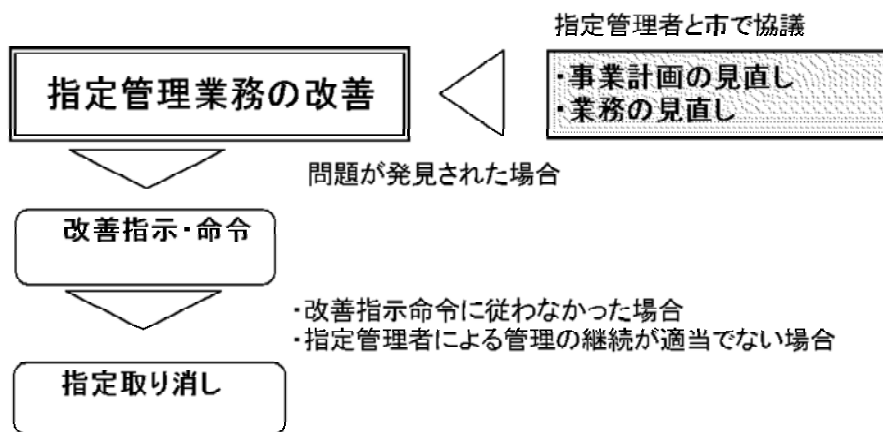 指定管理者と市で協議
指定管理業務の改善
・事業計画の見直し
・業務の見直し
問題が発見された場合
改善指示・命令
・改善指示命令に従わなかった場合
・指定管理者による管理の継続が適当でない場合
指定取り消し